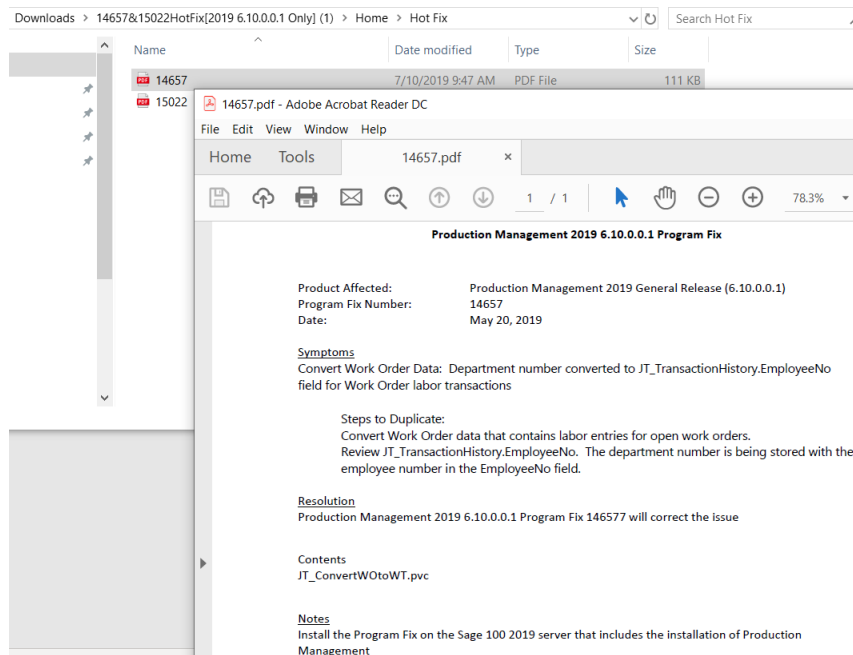 Downloads > 14657&15022HotFix[2019 6.10.0.0.1 Only] (1) > Home > Hot Fix
Search Hot Fix
Name Date modified Type Size
14657 7/10/2019 9:47 AM PDF File 111 KB
15022
14657.pdf - Adobe Acrobat Reader DC
File Edit View Window Help
Home Tools 14657.pdf ×
1 / 1 78.3%
Production Management 2019 6.10.0.0.1 Program Fix
Product Affected: Production Management 2019 General Release (6.10.0.0.1)
Program Fix Number: 14657
Date: May 20, 2019
Symptoms
Convert Work Order Data: Department number converted to JT_TransactionHistory.EmployeeNo
field for Work Order labor transactions
Steps to Duplicate:
Convert Work Order data that contains labor entries for open work orders.
Review JT_TransactionHistory.EmployeeNo. The department number is being stored with the
employee number in the EmployeeNo field.
Resolution
Production Management 2019 6.10.0.0.1 Program Fix 146577 will correct the issue
Contents
JT_ConvertWOtoWT.pvc
Notes
Install the Program Fix on the Sage 100 2019 server that includes the installation of Production
Management